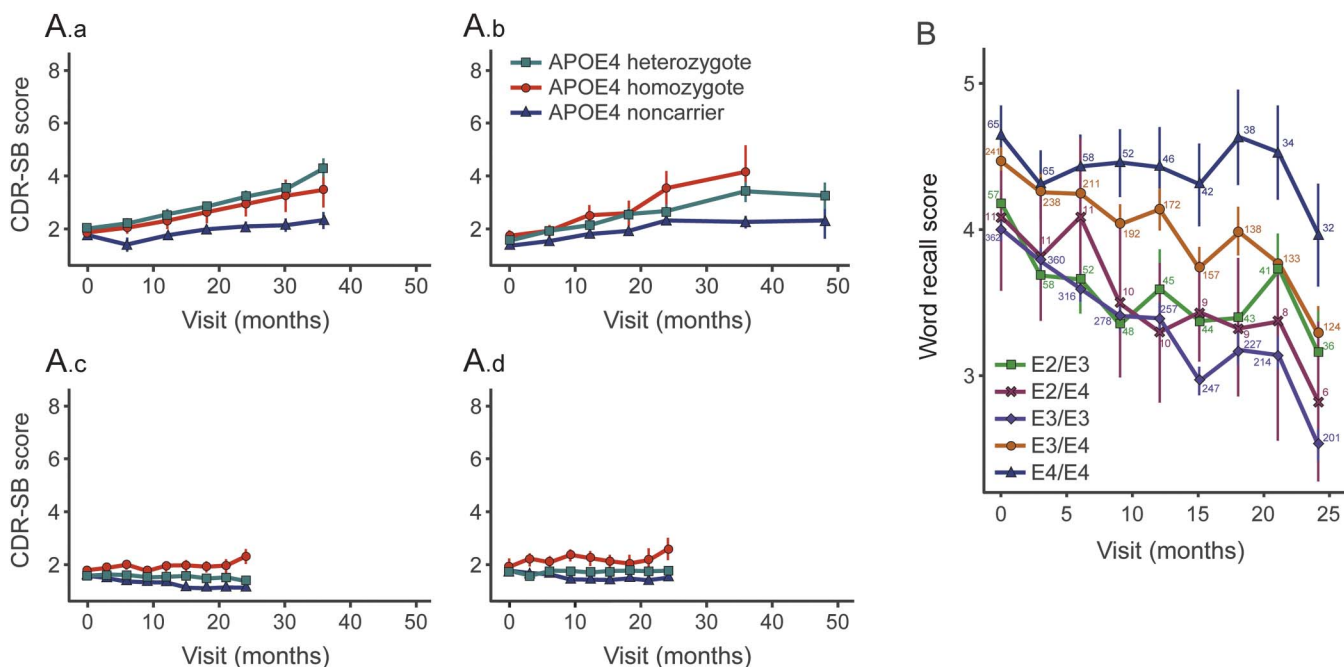 A.a
CDR-SB score
8
6
4
2
0 10 20 30 40 50
Visit (months)
A.b
8
6
4
2
APOE4 heterozygote
APOE4 homozygote
APOE4 noncarrier
0 10 20 30 40 50
Visit (months)
A.c
CDR-SB score
8
6
4
2
0 10 20 30 40 50
Visit (months)
A.d
8
6
4
2
0 10 20 30 40 50
Visit (months)
B
Word recall score
5
4
3
65 65 58 52 46 42 38 34 32
241 238 211 192 172 157 138 133 124
57 58 52 48 45 44 43 41 36
11 11 11 10 10 9 9 8 6
362 360 316 278 257 247 227 214 201
E2/E3
E2/E4
E3/E3
E3/E4
E4/E4
0 5 10 15 20 25
Visit (months)